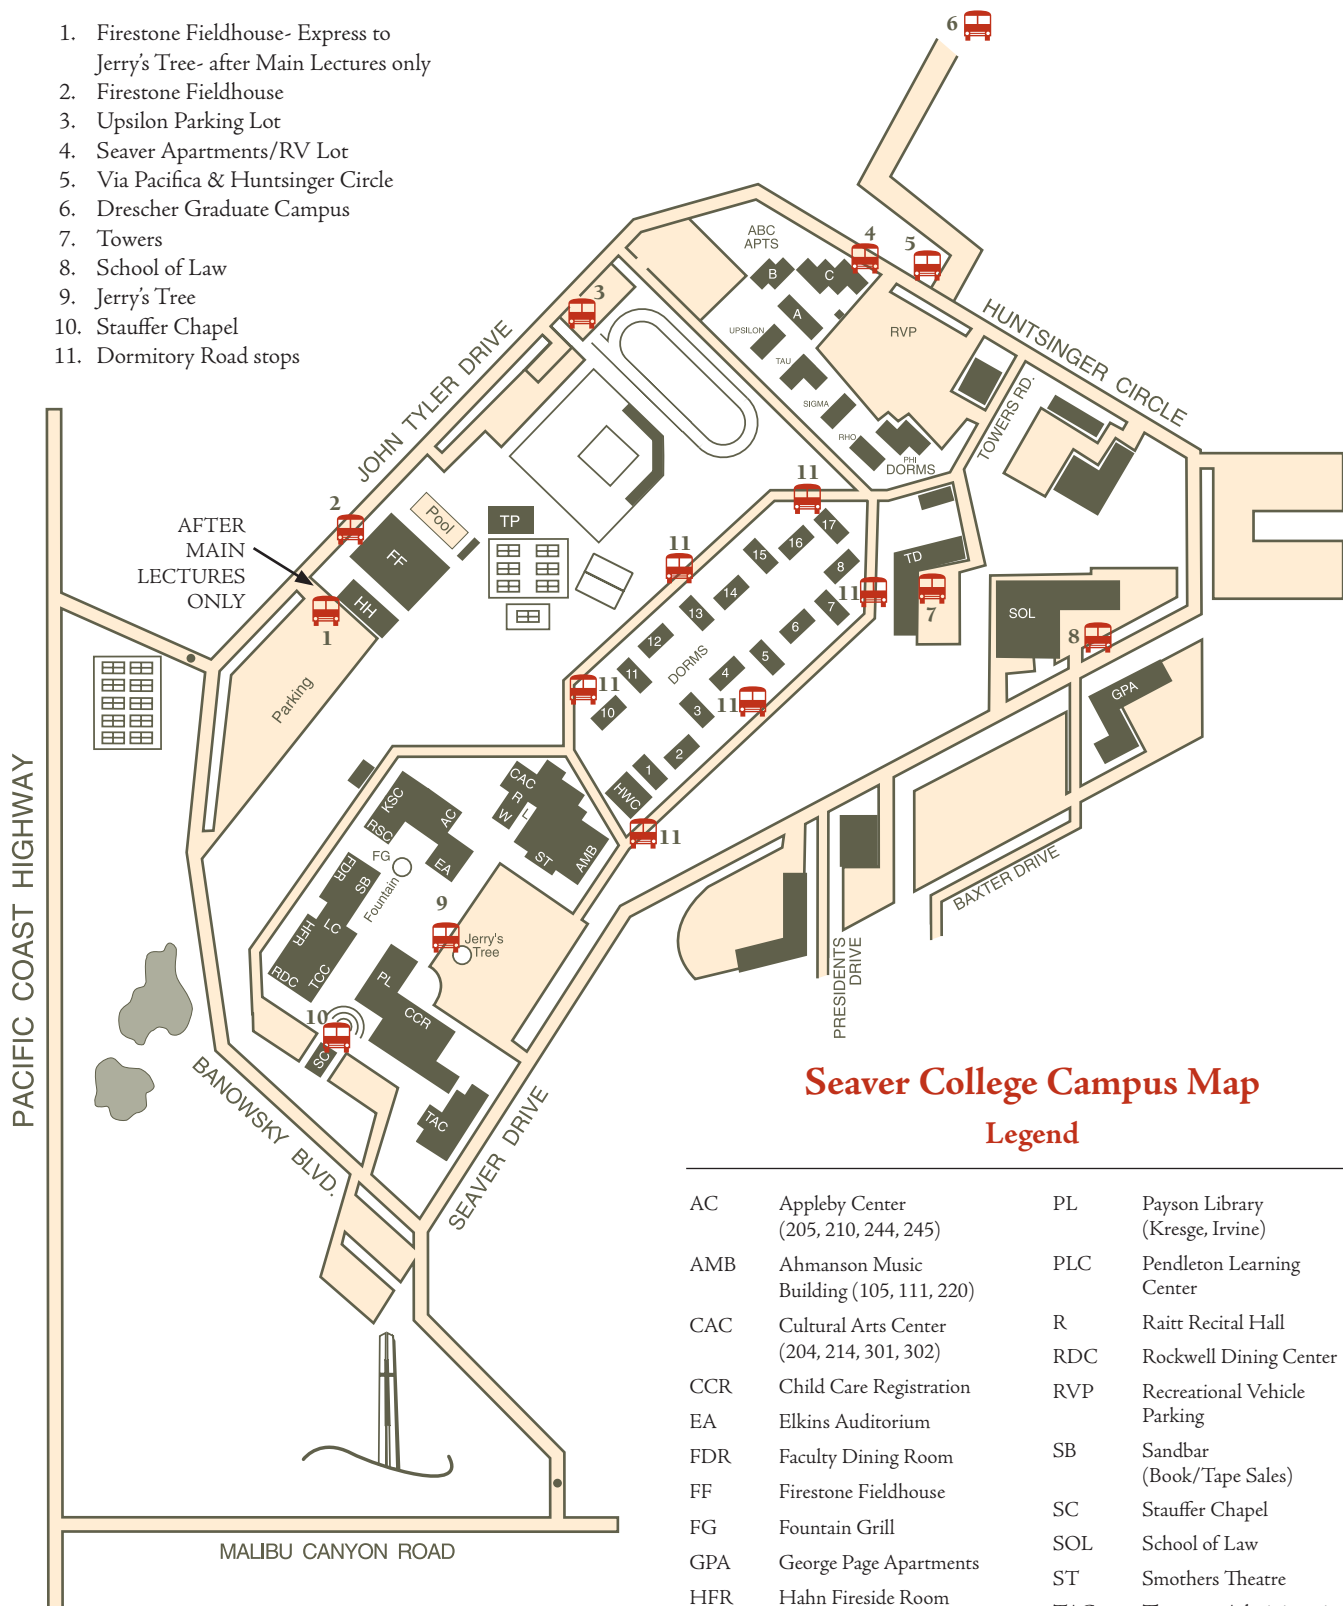 1. Firestone Fieldhouse- Express to
Jerry's Tree- after Main Lectures only
2. Firestone Fieldhouse
3. Upsilon Parking Lot
4. Seaver Apartments/RV Lot
5. Via Pacifica & Huntsinger Circle
6. Drescher Graduate Campus
7. Towers
8. School of Law
9. Jerry's Tree
10. Stauffer Chapel
11. Dormitory Road stops
6
4
5
3
2
11
11
11
11
11
11
7
8
1
9
10
ABC
APTS
B
C
A
UPSILON
TAU
SIGMA
RHO
PHI
DORMS
RVP
HUNTSINGER CIRCLE
TOWERS RD.
JOHN TYLER DRIVE
AFTER
MAIN
LECTURES
ONLY
Pool
TP
FF
HH
Parking
17
16
15
14
13
12
11
10
8
7
6
5
4
3
2
1
HWC
DORMS
TD
SOL
GPA
CAC
R
W
L
ST
AMB
KSC
RSC
AC
EA
FG
Fountain
FDR
SB
HFR
LC
RDC
TCC
PL
CCR
SC
TAC
Jerry's
Tree
PACIFIC COAST HIGHWAY
BANOWSKY BLVD.
SEAVER DRIVE
PRESIDENTS
DRIVE
BAXTER DRIVE
MALIBU CANYON ROAD
Seaver College Campus Map
Legend
AC Appleby Center
(205, 210, 244, 245)
AMB Ahmanson Music
Building (105, 111, 220)
CAC Cultural Arts Center
(204, 214, 301, 302)
CCR Child Care Registration
EA Elkins Auditorium
FDR Faculty Dining Room
FF Firestone Fieldhouse
FG Fountain Grill
GPA George Page Apartments
HFR Hahn Fireside Room
PL Payson Library
(Kresge, Irvine)
PLC Pendleton Learning
Center
R Raitt Recital Hall
RDC Rockwell Dining Center
RVP Recreational Vehicle
Parking
SB Sandbar
(Book/Tape Sales)
SC Stauffer Chapel
SOL School of Law
ST Smothers Theatre